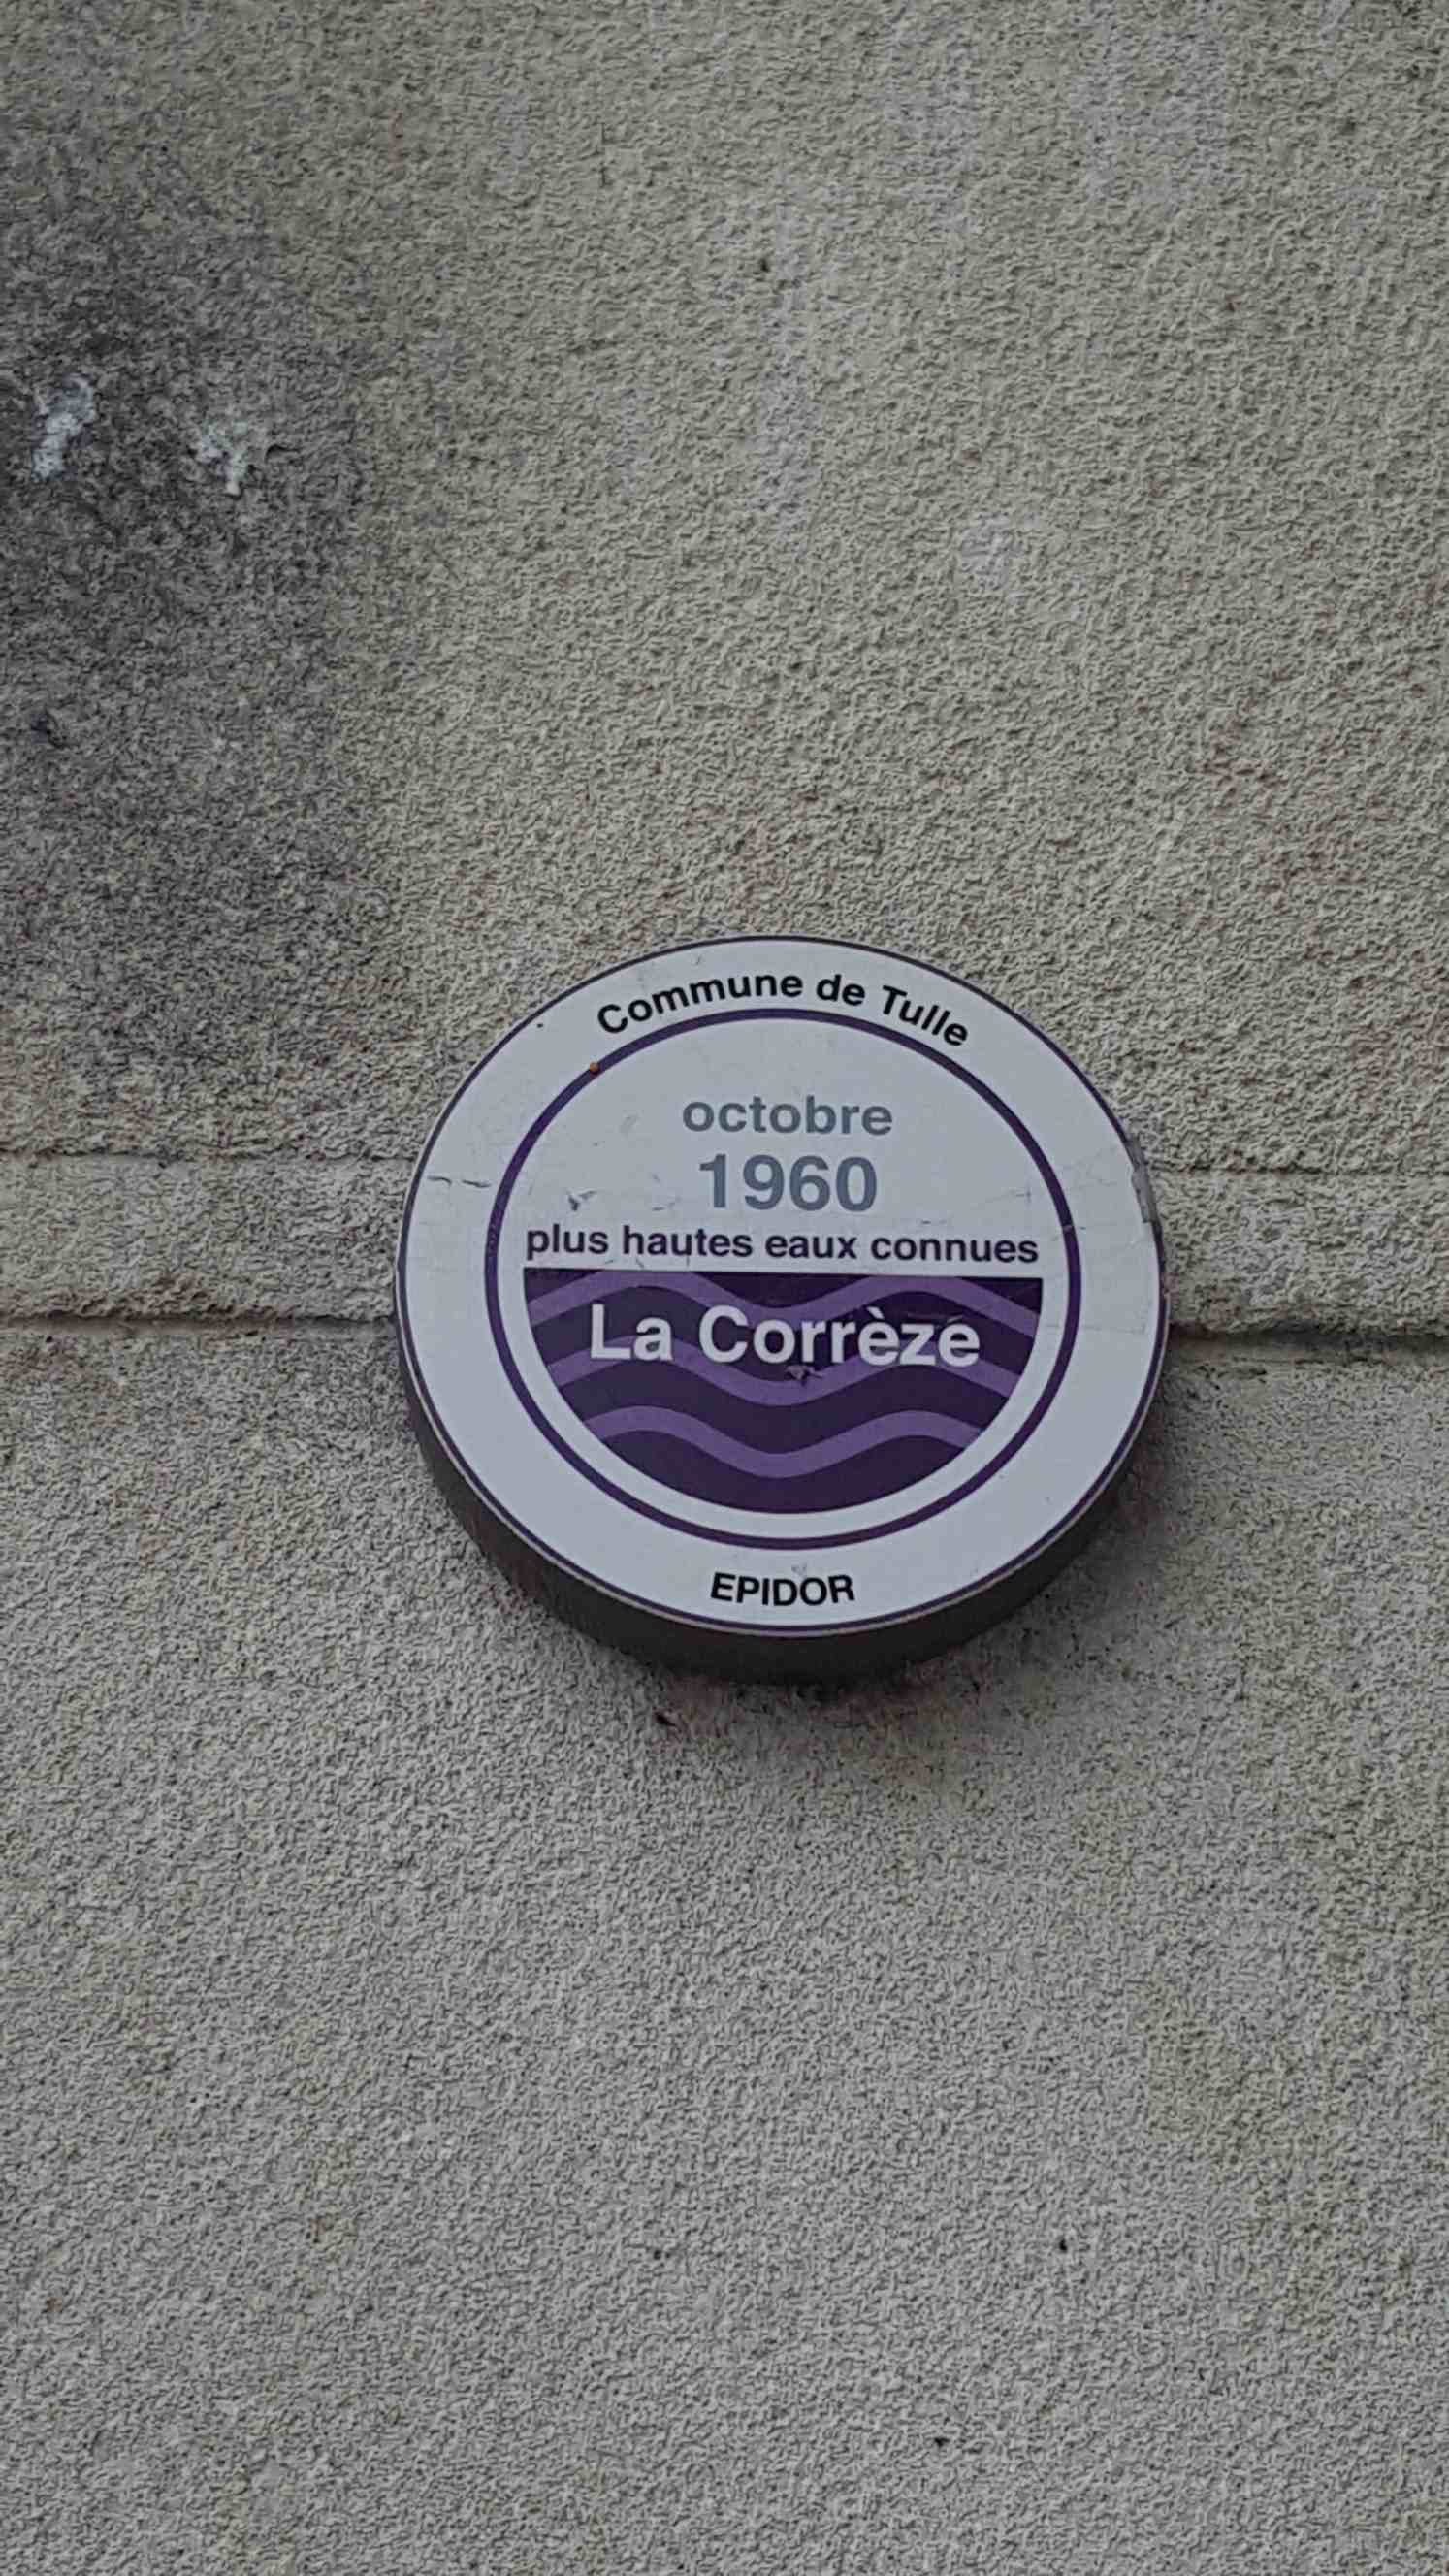 Commune de Tulle
octobre
1960
plus hautes eaux connues
La Corrèze
EPIDOR